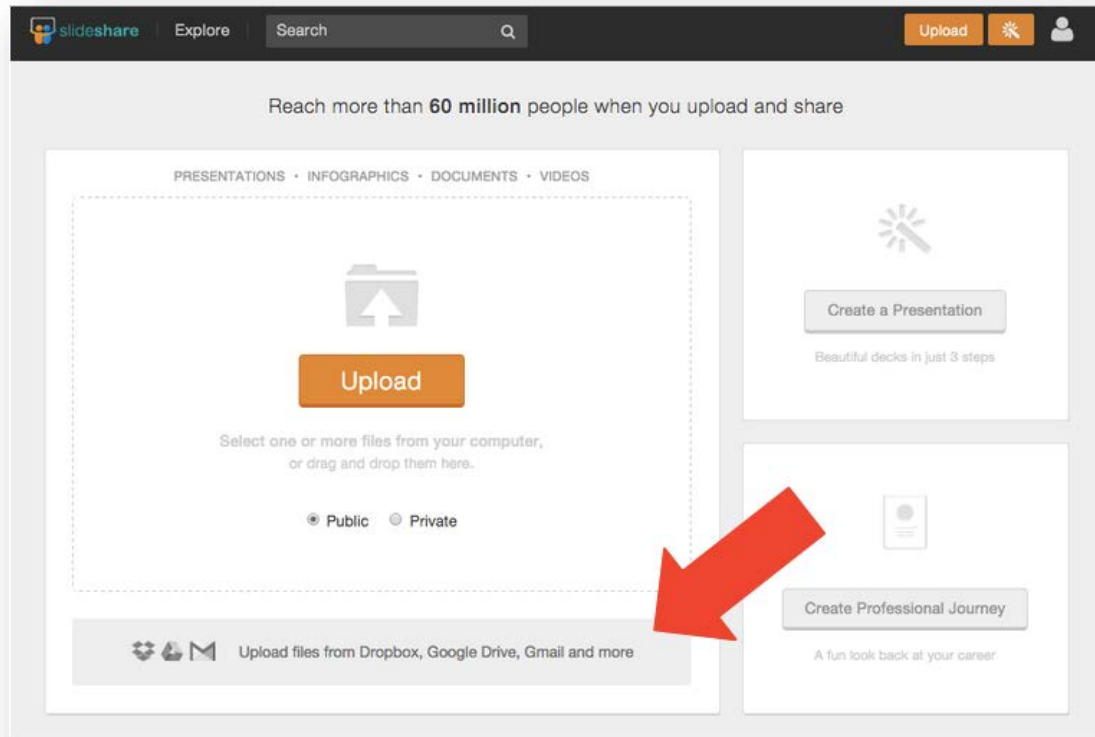 slideshare Explore Search Upload
Reach more than 60 million people when you upload and share
PRESENTATIONS • INFOGRAPHICS • DOCUMENTS • VIDEOS
Upload
Select one or more files from your computer,
or drag and drop them here.
Public Private
Upload files from Dropbox, Google Drive, Gmail and more
Create a Presentation
Beautiful decks in just 3 steps
Create Professional Journey
A fun look back at your career